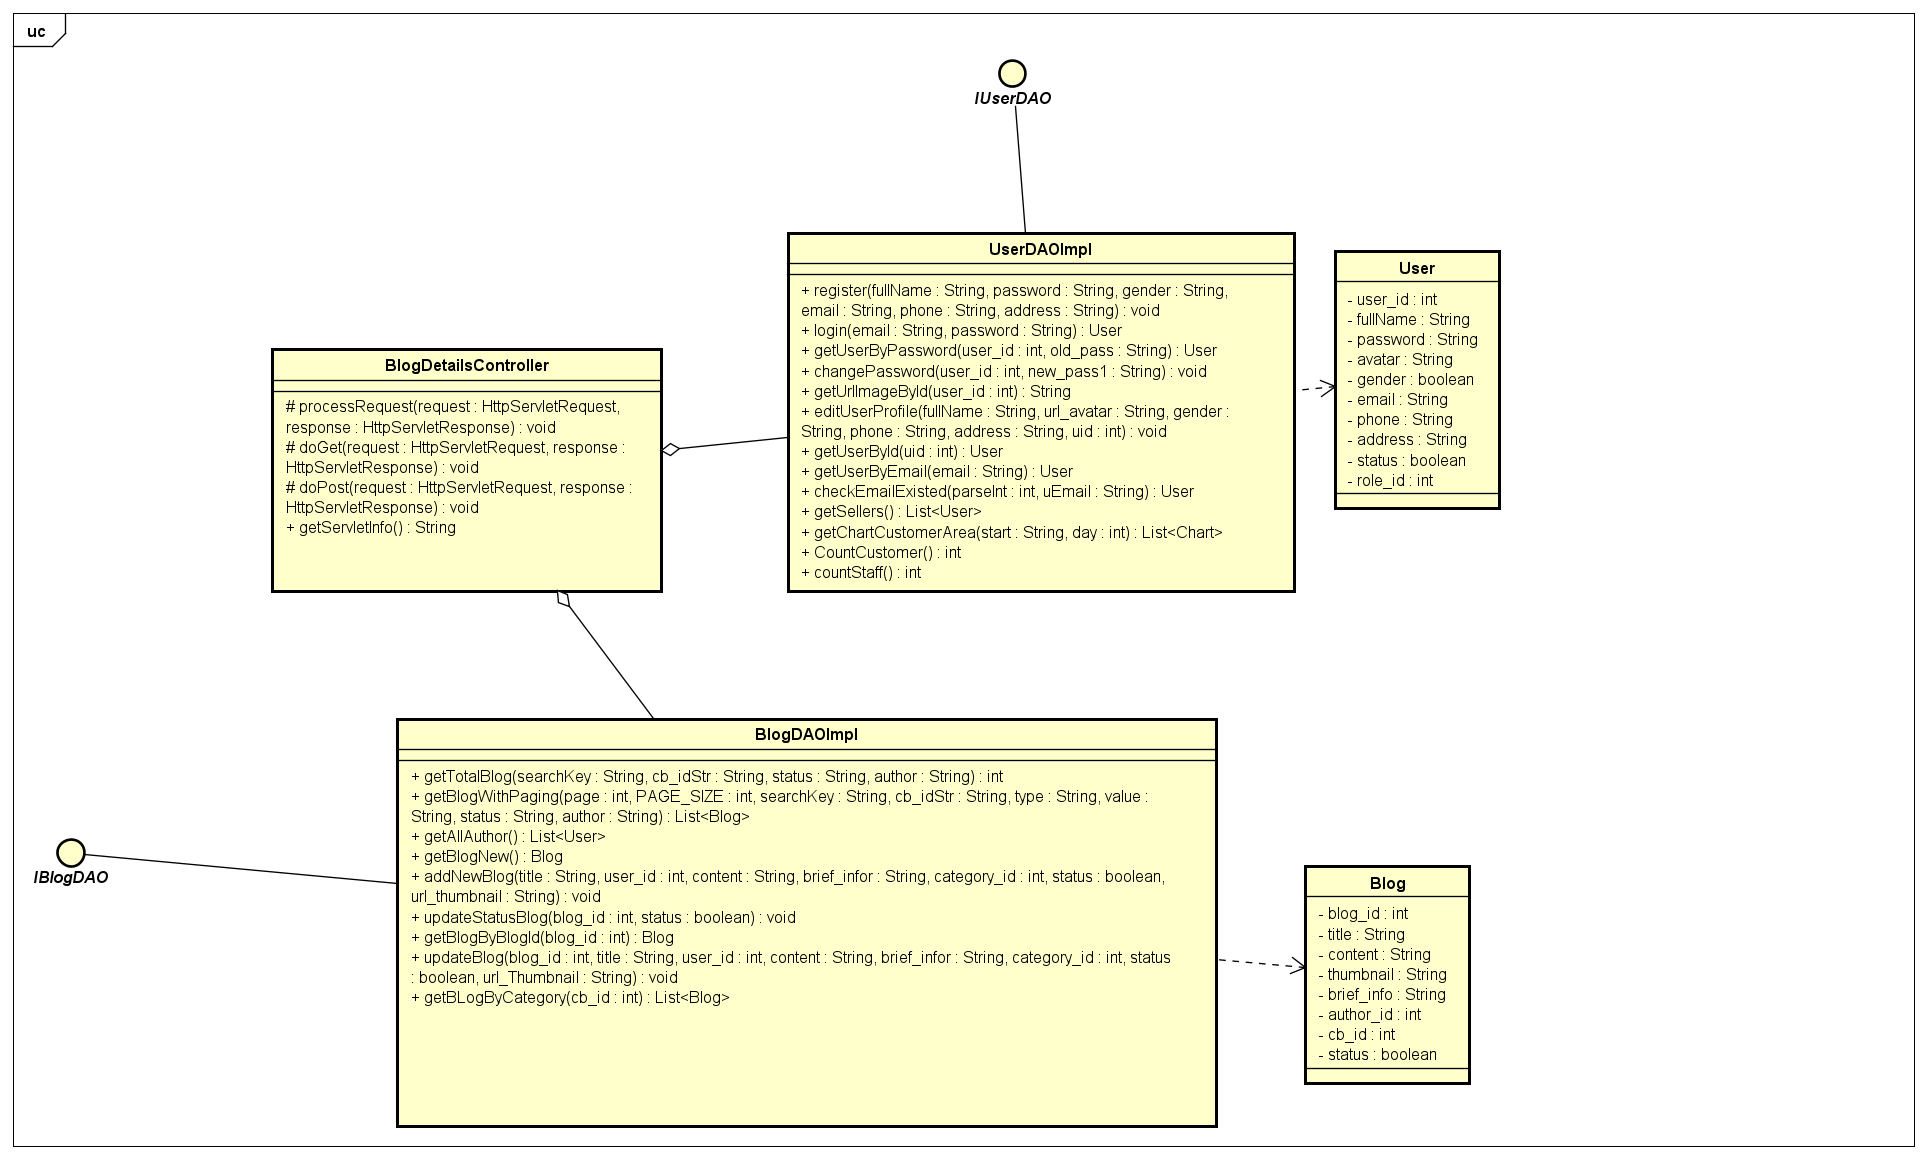 uc
IUserDAO
UserDAOImpl
+ register(fullName : String, password : String, gender : String,
email : String, phone : String, address : String) : void
+ login(email : String, password : String) : User
+ getUserByPassword(user_id : int, old_pass : String) : User
+ changePassword(user_id : int, new_pass1 : String) : void
+ getUrlImageById(user_id : int) : String
+ editUserProfile(fullName : String, url_avatar : String, gender :
String, phone : String, address : String, uid : int) : void
+ getUserById(uid : int) : User
+ getUserByEmail(email : String) : User
+ checkEmailExisted(parseInt : int, uEmail : String) : User
+ getSellers() : List<User>
+ getChartCustomerArea(start : String, day : int) : List<Chart>
+ CountCustomer() : int
+ countStaff() : int
User
- user_id : int
- fullName : String
- password : String
- avatar : String
- gender : boolean
- email : String
- phone : String
- address : String
- status : boolean
- role_id : int
BlogDetailsController
# processRequest(request : HttpServletRequest,
response : HttpServletResponse) : void
# doGet(request : HttpServletRequest, response :
HttpServletResponse) : void
# doPost(request : HttpServletRequest, response :
HttpServletResponse) : void
+ getServletInfo() : String
BlogDAOImpl
+ getTotalBlog(searchKey : String, cb_idStr : String, status : String, author : String) : int
+ getBlogWithPaging(page : int, PAGE_SIZE : int, searchKey : String, cb_idStr : String, type : String, value :
String, status : String, author : String) : List<Blog>
+ getAllAuthor() : List<User>
+ getBlogNew() : Blog
+ addNewBlog(title : String, user_id : int, content : String, brief_infor : String, category_id : int, status : boolean,
url_thumbnail : String) : void
+ updateStatusBlog(blog_id : int, status : boolean) : void
+ getBlogByBlogId(blog_id : int) : Blog
+ updateBlog(blog_id : int, title : String, user_id : int, content : String, brief_infor : String, category_id : int, status
: boolean, url_Thumbnail : String) : void
+ getBLogByCategory(cb_id : int) : List<Blog>
IBlogDAO
Blog
- blog_id : int
- title : String
- content : String
- thumbnail : String
- brief_info : String
- author_id : int
- cb_id : int
- status : boolean